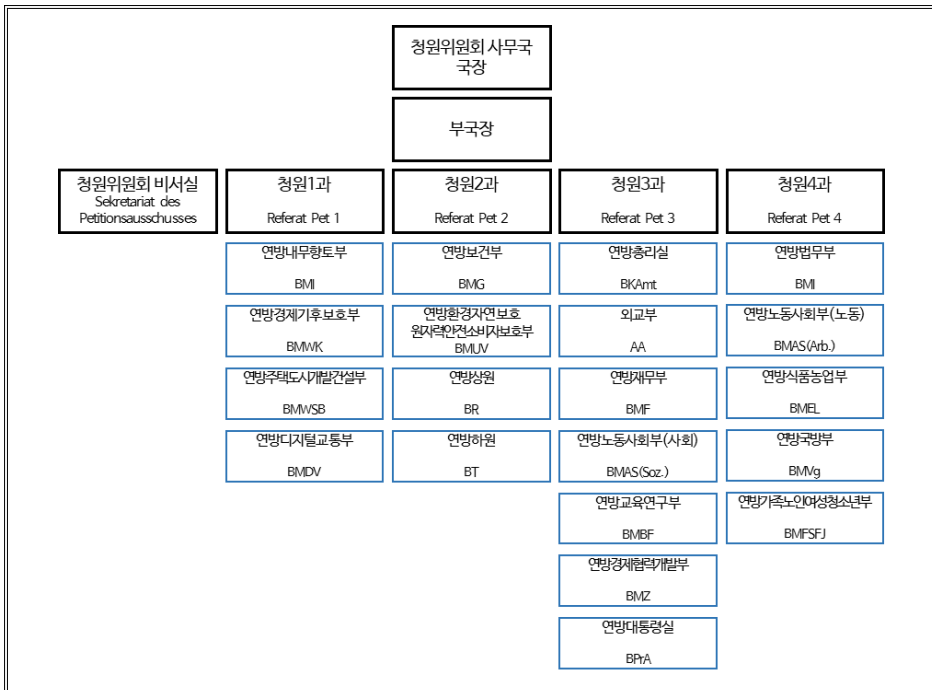 청원위원회 사무국
국장
부국장
청원위원회 비서실
Sekretariat des
Petitionsausschusses
청원1과
Referat Pet 1
청원2과
Referat Pet 2
청원3과
Referat Pet 3
청원4과
Referat Pet 4
연방내무향토부
BMI
연방보건부
BMG
연방총리실
BKAmt
연방법무부
BMI
연방경제기후보호부
BMWK
연방환경자연보호
원자력안전소비자보호부
BMUV
외교부
AA
연방노동사회부(노동)
BMAS(Arb.)
연방주택도시개발건설부
BMWSB
연방상원
BR
연방재무부
BMF
연방식품농업부
BMEL
연방디지털교통부
BMDV
연방하원
BT
연방노동사회부(사회)
BMAS(Soz.)
연방국방부
BMVg
연방교육연구부
BMBF
연방가족노인여성청소년부
BMFSFJ
연방경제협력개발부
BMZ
연방대통령실
BPrA